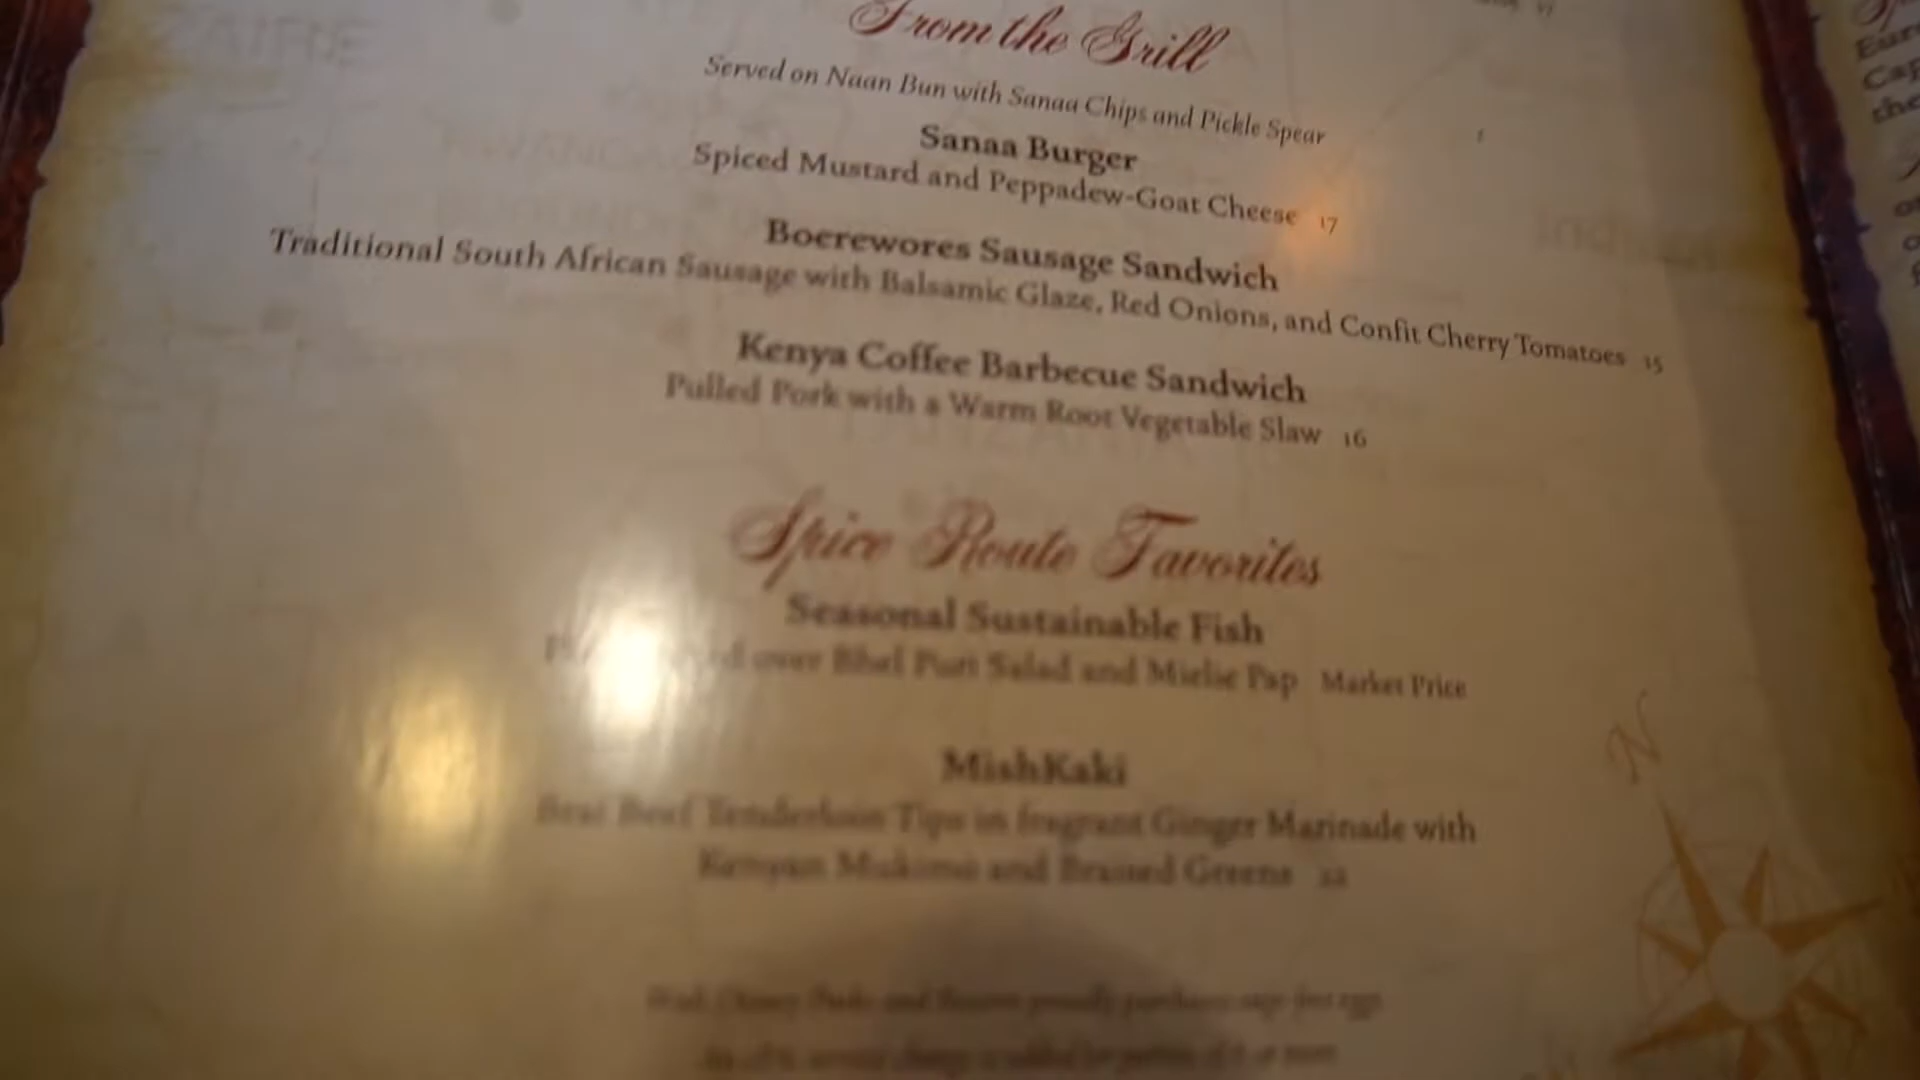 ZAIRE
From the Grill
Served on Naan Bun with Sanaa Chips and Pickle Spear
Sanaa Burger
Spiced Mustard and Peppadew-Goat Cheese 17
Boerewores Sausage Sandwich
Traditional South African Sausage with Balsamic Glaze, Red Onions, and Confit Cherry Tomatoes 15
Kenya Coffee Barbecue Sandwich
Pulled Pork with a Warm Root Vegetable Slaw 16
Spice Route Favorites
Seasonal Sustainable Fish
over Bhel Puri Salad and Mielie Pap Market Price
MishKaki
Beef Tenderloin Tips in fragrant Ginger Marinade with
Kenyan and Braised Greens
N